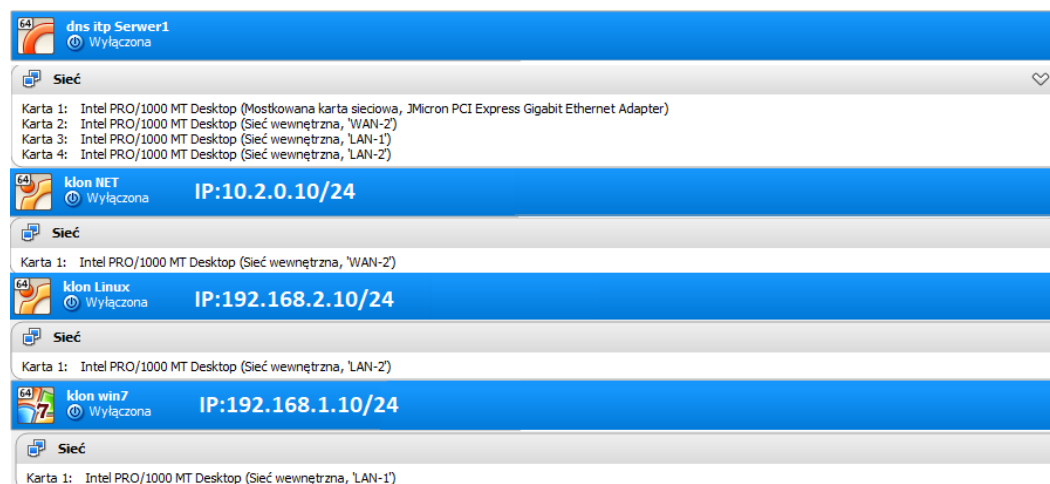 64 dns itp Serwer1
Wyłączona
Sieć
Karta 1: Intel PRO/1000 MT Desktop (Mostkowana karta sieciowa, JMicron PCI Express Gigabit Ethernet Adapter)
Karta 2: Intel PRO/1000 MT Desktop (Sieć wewnętrzna, 'WAN-2')
Karta 3: Intel PRO/1000 MT Desktop (Sieć wewnętrzna, 'LAN-1')
Karta 4: Intel PRO/1000 MT Desktop (Sieć wewnętrzna, 'LAN-2')
64 klon NET
Wyłączona IP:10.2.0.10/24
Sieć
Karta 1: Intel PRO/1000 MT Desktop (Sieć wewnętrzna, 'WAN-2')
64 klon Linux
Wyłączona IP:192.168.2.10/24
Sieć
Karta 1: Intel PRO/1000 MT Desktop (Sieć wewnętrzna, 'LAN-2')
64 klon win7
7 Wyłączona IP:192.168.1.10/24
Sieć
Karta 1: Intel PRO/1000 MT Desktop (Sieć wewnętrzna, 'LAN-1')